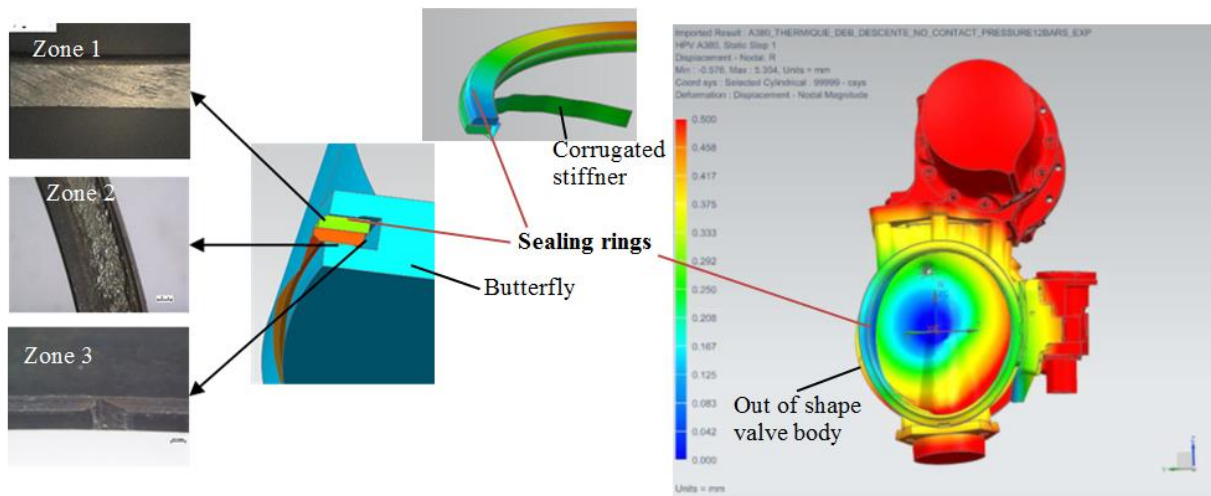 Zone 1
Zone 2
Zone 3
Corrugated
stiffner
Sealing rings
Butterfly
Imported Result : A380_THERMIQUE_DEB_DESCENTE_NO_CONTACT_PRESSURE12BARS_EXP
HPV A380, Static Step 1
Displacement - Nodal, R
Min : -0.576, Max : 5.304, Units = mm
Coord sys : Selected Cylindrical : 99999 - csys
Deformation : Displacement - Nodal Magnitude
0.500
0.458
0.417
0.375
0.333
0.292
0.250
0.208
0.167
0.125
0.083
0.042
0.000
Units = mm
Out of shape
valve body